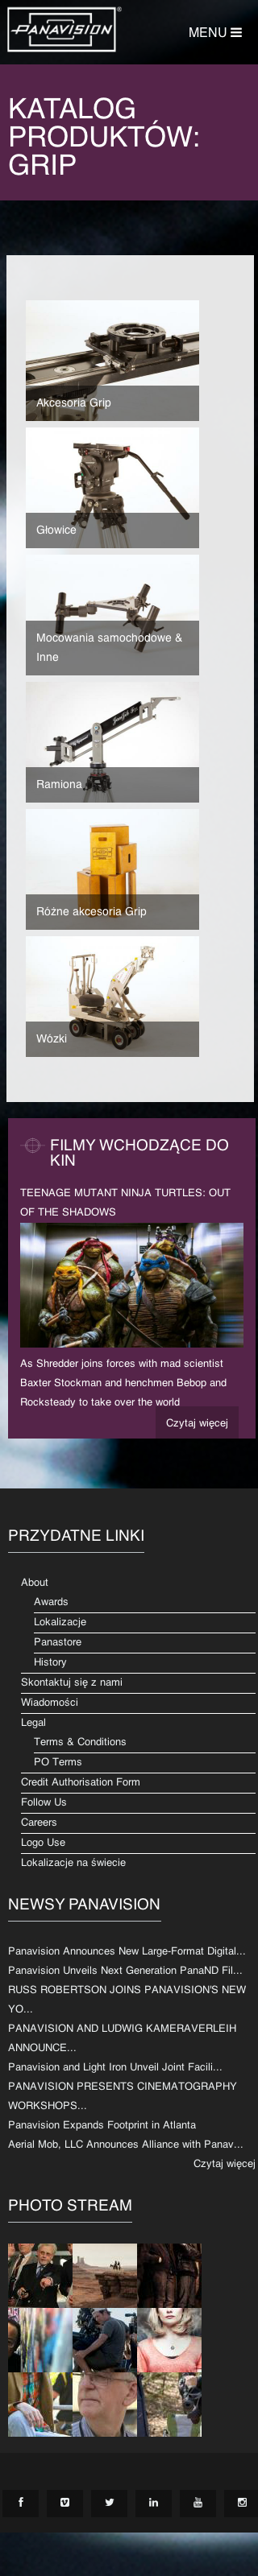 PANAVISION®
MENU
KATALOG
PRODUKTÓW:
GRIP
Akcesoria Grip
Głowice
Mocowania samochodowe &
Inne
Ramiona
Różne akcesoria Grip
Wózki
FILMY WCHODZĄCE DO
KIN
TEENAGE MUTANT NINJA TURTLES: OUT
OF THE SHADOWS
As Shredder joins forces with mad scientist
Baxter Stockman and henchmen Bebop and
Rocksteady to take over the world
Czytaj więcej
PRZYDATNE LINKI
About
Awards
Lokalizacje
Panastore
History
Skontaktuj się z nami
Wiadomości
Legal
Terms & Conditions
PO Terms
Credit Authorisation Form
Follow Us
Careers
Logo Use
Lokalizacje na świecie
NEWSY PANAVISION
Panavision Announces New Large-Format Digital...
Panavision Unveils Next Generation PanaND Fil...
RUSS ROBERTSON JOINS PANAVISION'S NEW
YO...
PANAVISION AND LUDWIG KAMERAVERLEIH
ANNOUNCE...
Panavision and Light Iron Unveil Joint Facili...
PANAVISION PRESENTS CINEMATOGRAPHY
WORKSHOPS...
Panavision Expands Footprint in Atlanta
Aerial Mob, LLC Announces Alliance with Panav...
Czytaj więcej
PHOTO STREAM